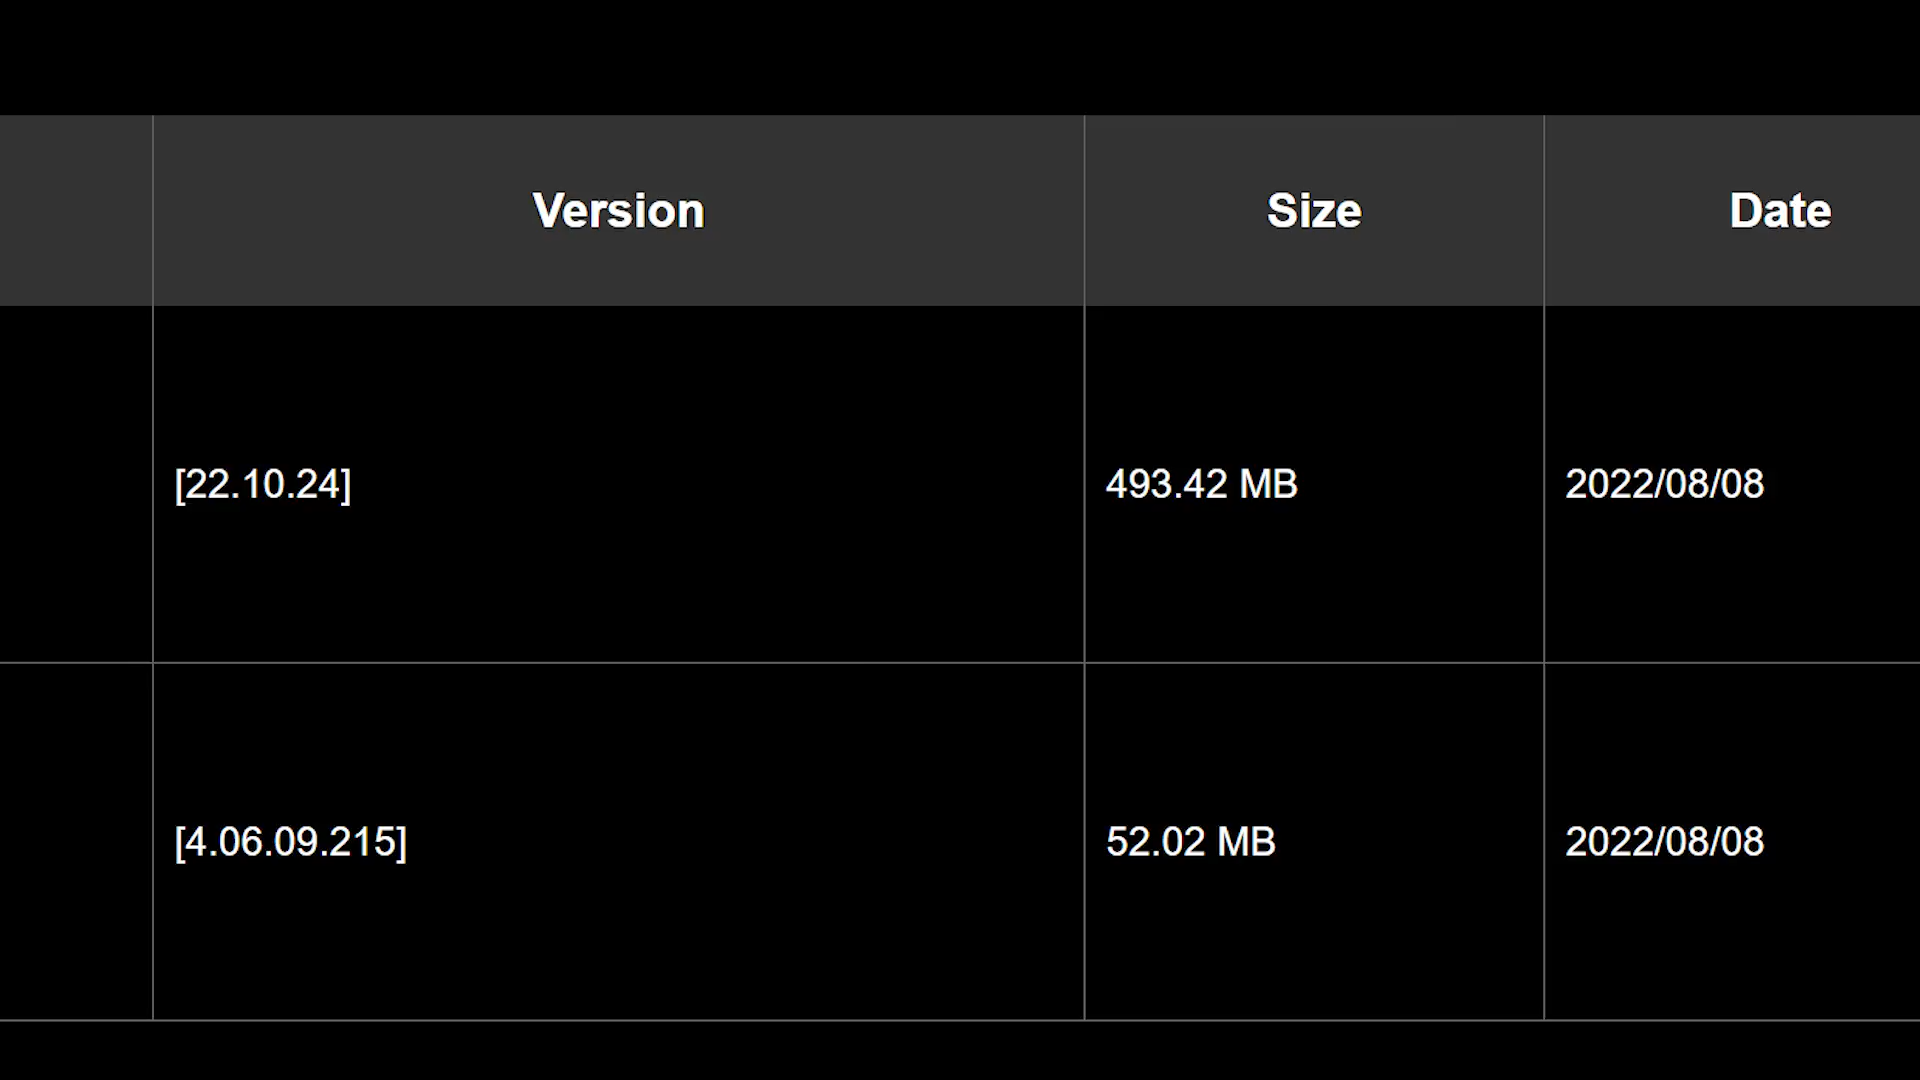 Version Size Date
[22.10.24] 493.42 MB 2022/08/08
[4.06.09.215] 52.02 MB 2022/08/08